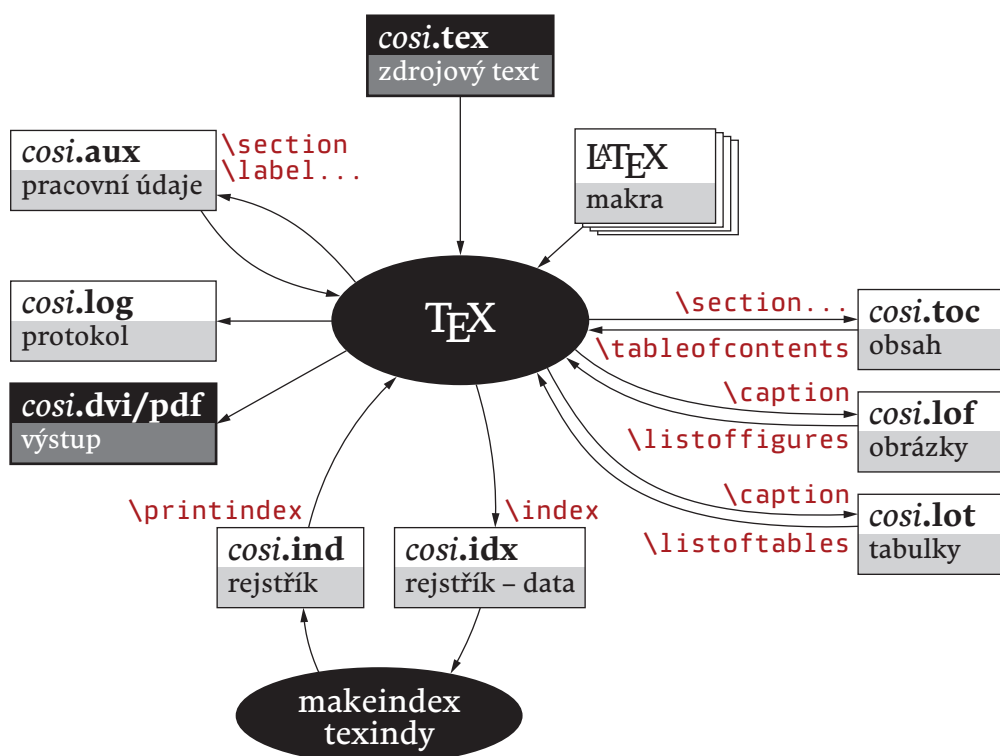 cosi.tex
zdrojový text
cosi.aux
pracovní údaje
\section
\label...
LATEX
makra
cosi.log
protokol
TEX
\section...
\tableofcontents
cosi.toc
obsah
cosi.dvi/pdf
výstup
\caption
\listoffigures
cosi.lof
obrázky
\printindex
\index
\caption
\listoftables
cosi.lot
tabulky
cosi.ind
rejstřík
cosi.idx
rejstřík – data
makeindex
texindy